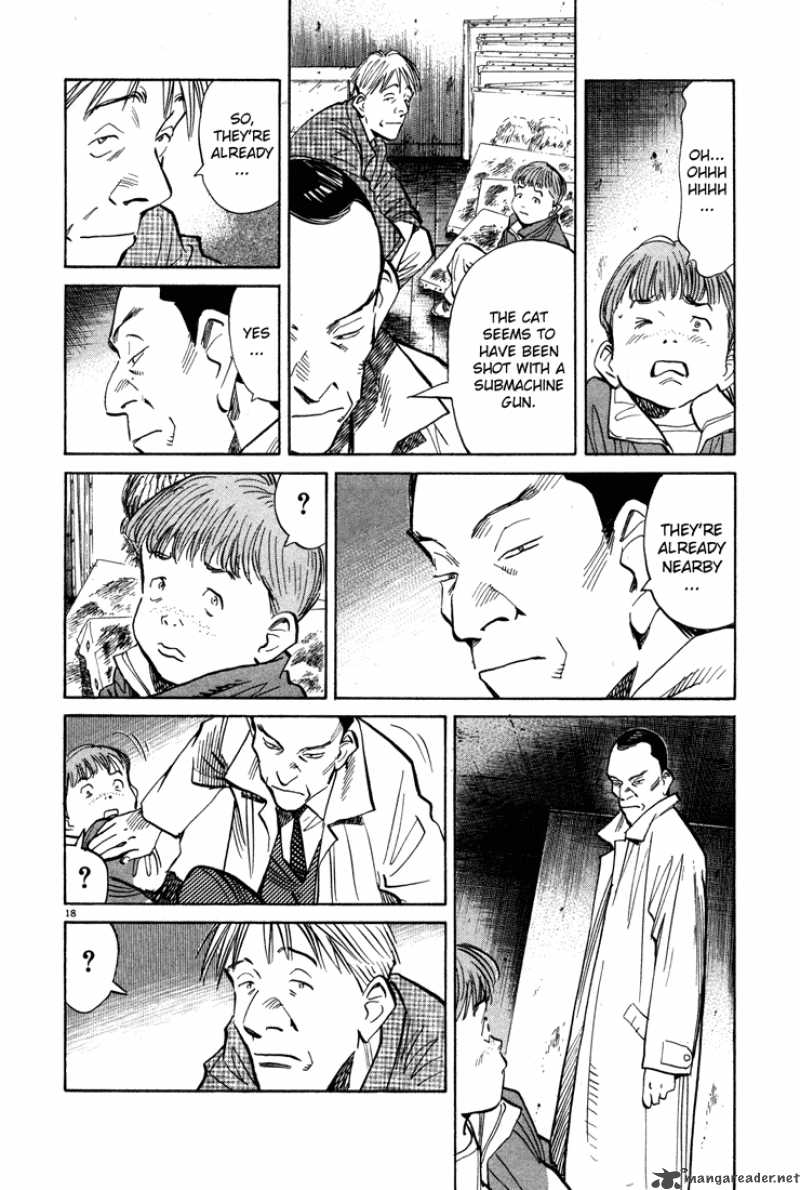 OH...
OHHH
HHHH
...
THE CAT
SEEMS TO
HAVE BEEN
SHOT WITH A
SUBMACHINE
GUN.
SO,
THEY'RE
ALREADY
...
YES
...
THEY'RE
ALREADY
NEARBY
...
?
?
18
?
mangareader.net